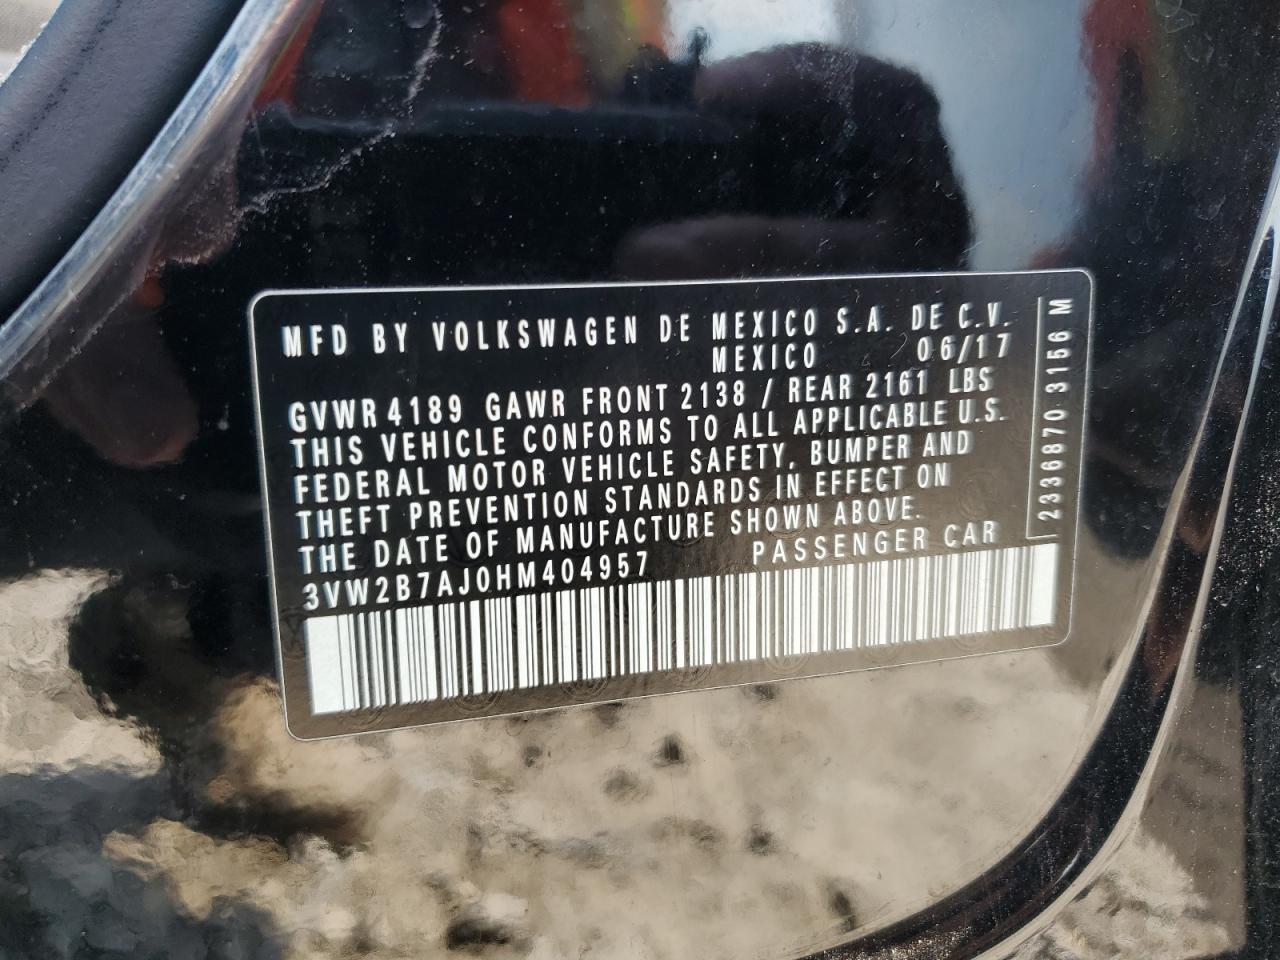 MFD BY VOLKSWAGEN DE MEXICO S.A. DE C.V.
MEXICO 06/17
GVWR 4189 GAWR FRONT 2138 / REAR 2161 LBS
THIS VEHICLE CONFORMS TO ALL APPLICABLE U.S.
FEDERAL MOTOR VEHICLE SAFETY, BUMPER AND
THEFT PREVENTION STANDARDS IN EFFECT ON
THE DATE OF MANUFACTURE SHOWN ABOVE.
3VW2B7AJ0HM404957 PASSENGER CAR
2336870 3156 M